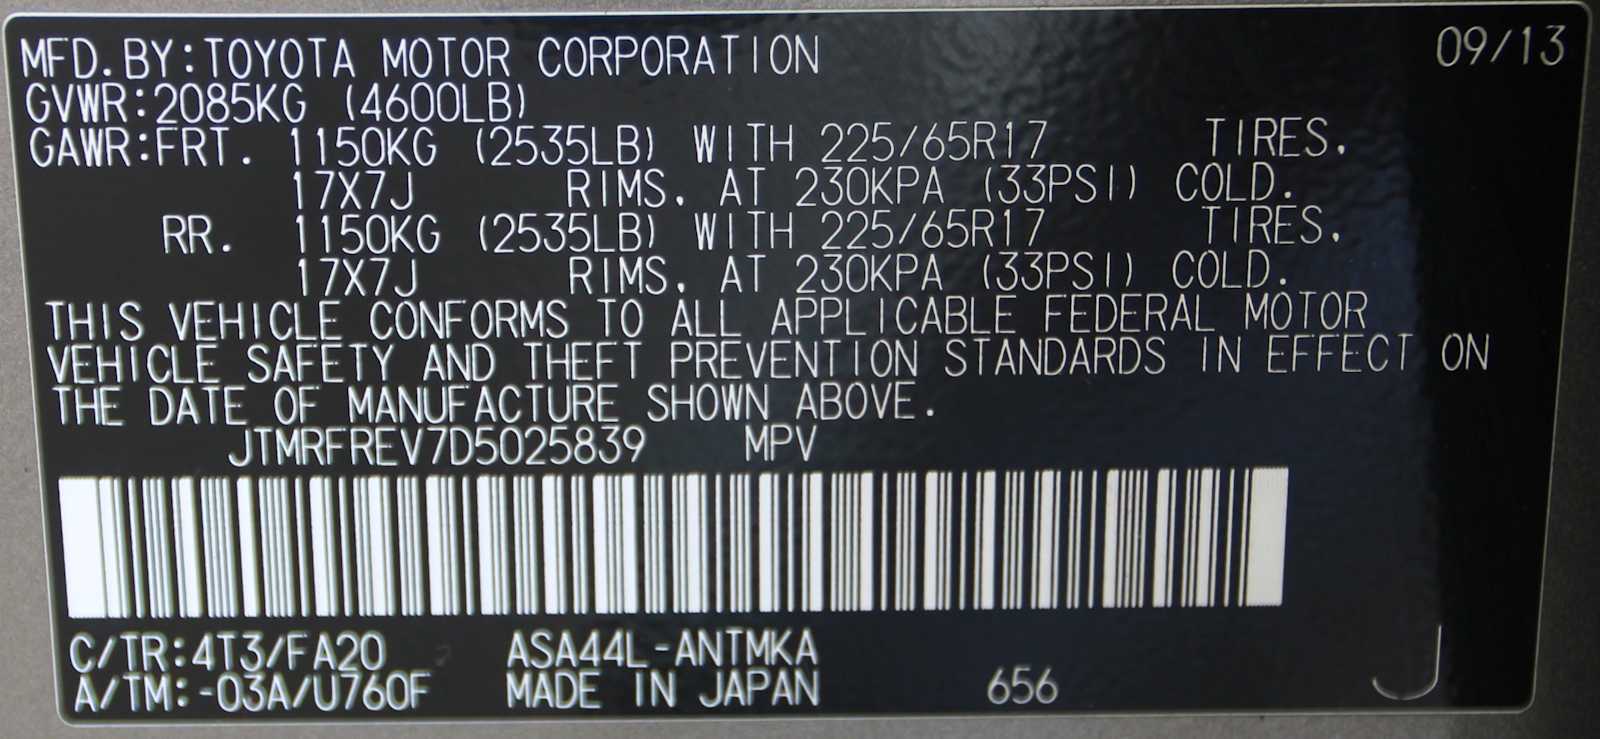 MFD.BY:TOYOTA MOTOR CORPORATION 09/13
GVWR:2085KG (4600LB)
GAWR:FRT. 1150KG (2535LB) WITH 225/65R17 TIRES.
17X7J RIMS. AT 230KPA (33PSI) COLD.
RR. 1150KG (2535LB) WITH 225/65R17 TIRES.
17X7J RIMS. AT 230KPA (33PSI) COLD.
THIS VEHICLE CONFORMS TO ALL APPLICABLE FEDERAL MOTOR
VEHICLE SAFETY AND THEFT PREVENTION STANDARDS IN EFFECT ON
THE DATE OF MANUFACTURE SHOWN ABOVE.
JTMRFREV7D5025839 MPV
C/TR:4T3/FA20 ASA44L-ANTMKA
A/TM:-03A/U760F MADE IN JAPAN 656 J